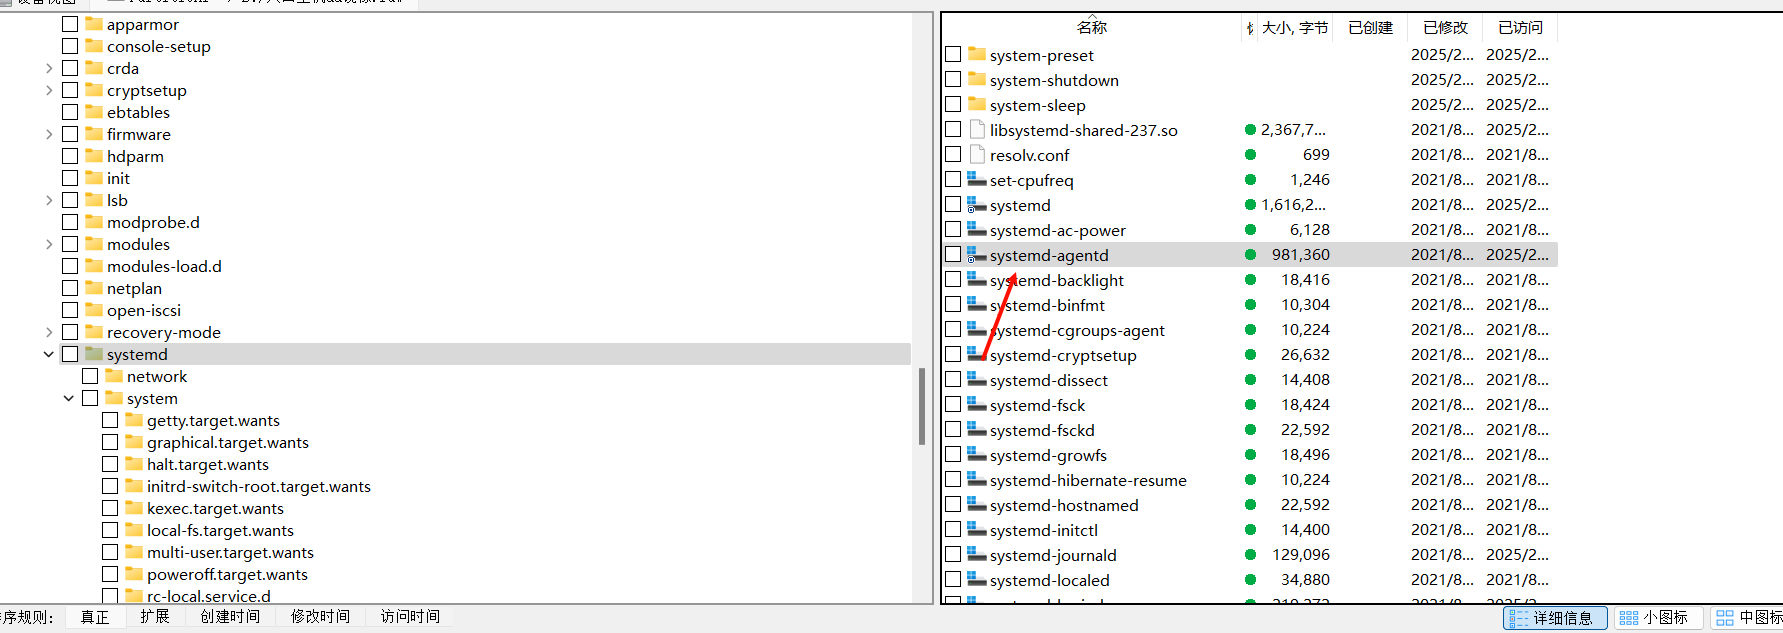 apparmor
console-setup
crda
cryptsetup
ebtables
firmware
hdparm
init
lsb
modprobe.d
modules
modules-load.d
netplan
open-iscsi
recovery-mode
systemd
network
system
getty.target.wants
graphical.target.wants
halt.target.wants
initrd-switch-root.target.wants
kexec.target.wants
local-fs.target.wants
multi-user.target.wants
poweroff.target.wants
rc-local.service.d
名称 大小, 字节 已创建 已修改 已访问
system-preset 2025/2... 2025/2...
system-shutdown 2025/2... 2025/2...
system-sleep 2025/2... 2025/2...
libsystemd-shared-237.so 2,367,7... 2021/8... 2025/2...
resolv.conf 699 2021/8... 2021/8...
set-cpufreq 1,246 2021/8... 2021/8...
systemd 1,616,2... 2021/8... 2025/2...
systemd-ac-power 6,128 2021/8... 2021/8...
systemd-agentd 981,360 2021/8... 2025/2...
systemd-backlight 18,416 2021/8... 2021/8...
systemd-binfmt 10,304 2021/8... 2021/8...
systemd-cgroups-agent 10,224 2021/8... 2021/8...
systemd-cryptsetup 26,632 2021/8... 2021/8...
systemd-dissect 14,408 2021/8... 2021/8...
systemd-fsck 18,424 2021/8... 2021/8...
systemd-fsckd 22,592 2021/8... 2021/8...
systemd-growfs 18,496 2021/8... 2021/8...
systemd-hibernate-resume 10,224 2021/8... 2021/8...
systemd-hostnamed 22,592 2021/8... 2021/8...
systemd-initctl 14,400 2021/8... 2021/8...
systemd-journald 129,096 2021/8... 2025/2...
systemd-localed 34,880 2021/8... 2021/8...
序规则: 真正 扩展 创建时间 修改时间 访问时间 详细信息 小图标 中图标